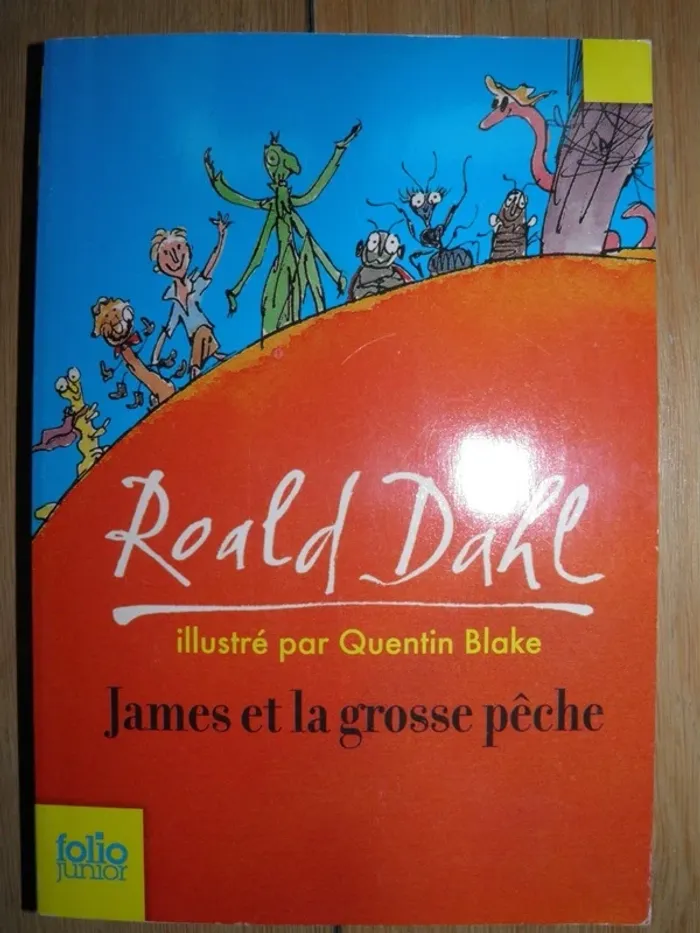 Roald Dahl
illustré par Quentin Blake
James et la grosse pêche
folio
junior